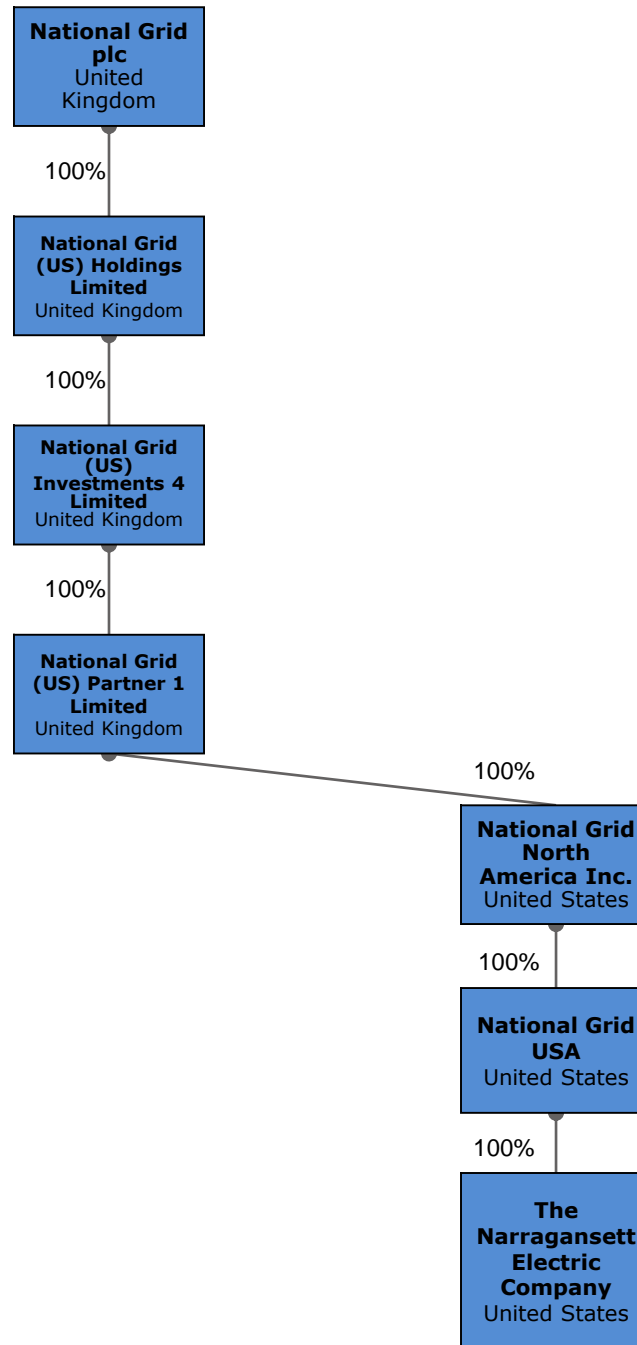 National Grid
plc
United
Kingdom
100%
National Grid
(US) Holdings
Limited
United Kingdom
100%
National Grid
(US)
Investments 4
Limited
United Kingdom
100%
National Grid
(US) Partner 1
Limited
United Kingdom
100%
National Grid
North
America Inc.
United States
100%
National Grid
USA
United States
100%
The
Narragansett
Electric
Company
United States